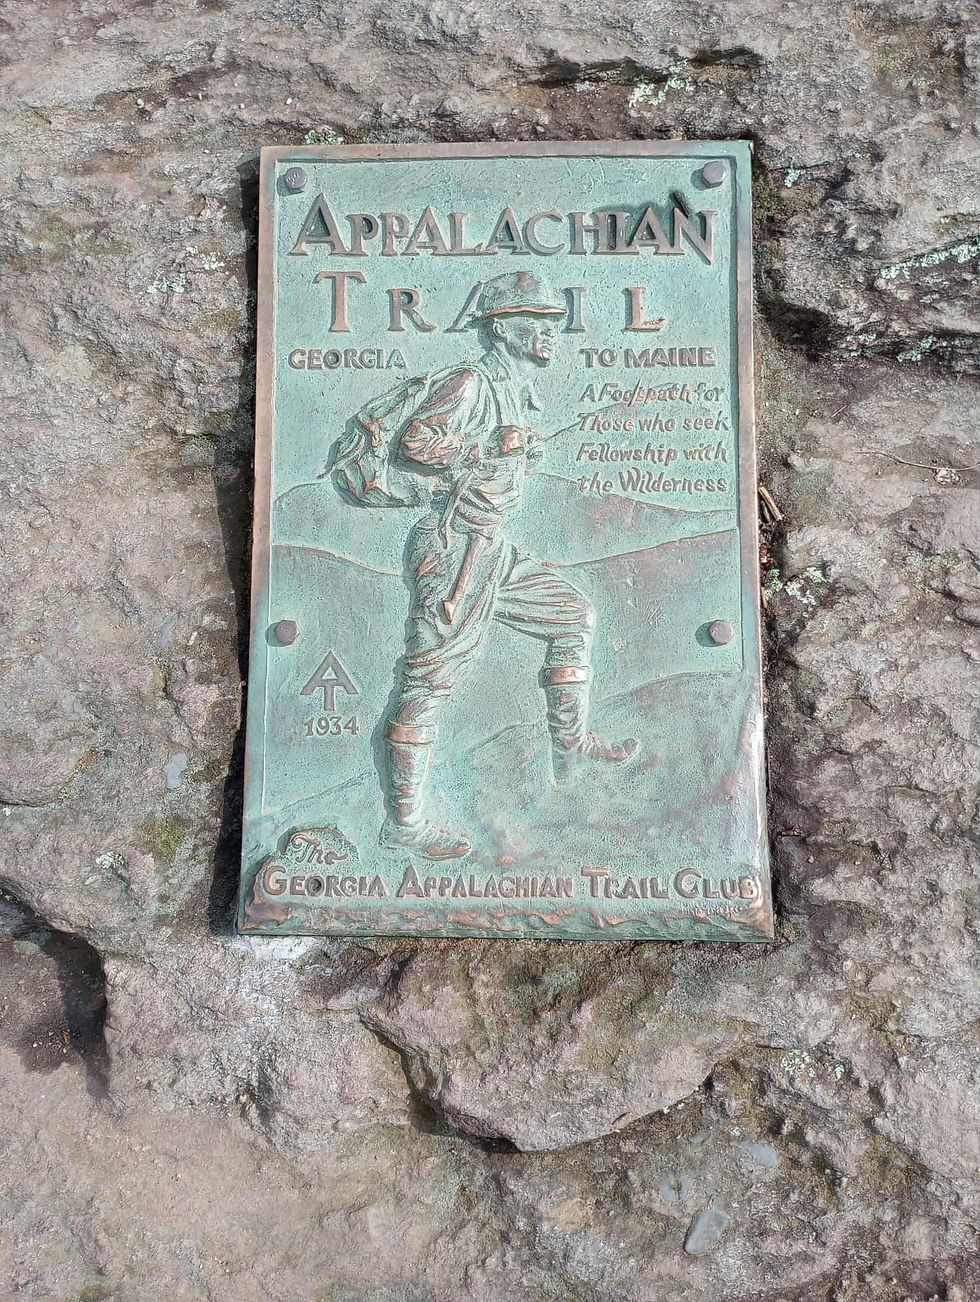 APPALACHIAN
TRAIL
GEORGIA TO MAINE
A Footpath for
Those who seek
Fellowship with
the Wilderness
AT
1934
The
GEORGIA APPALACHIAN TRAIL CLUB